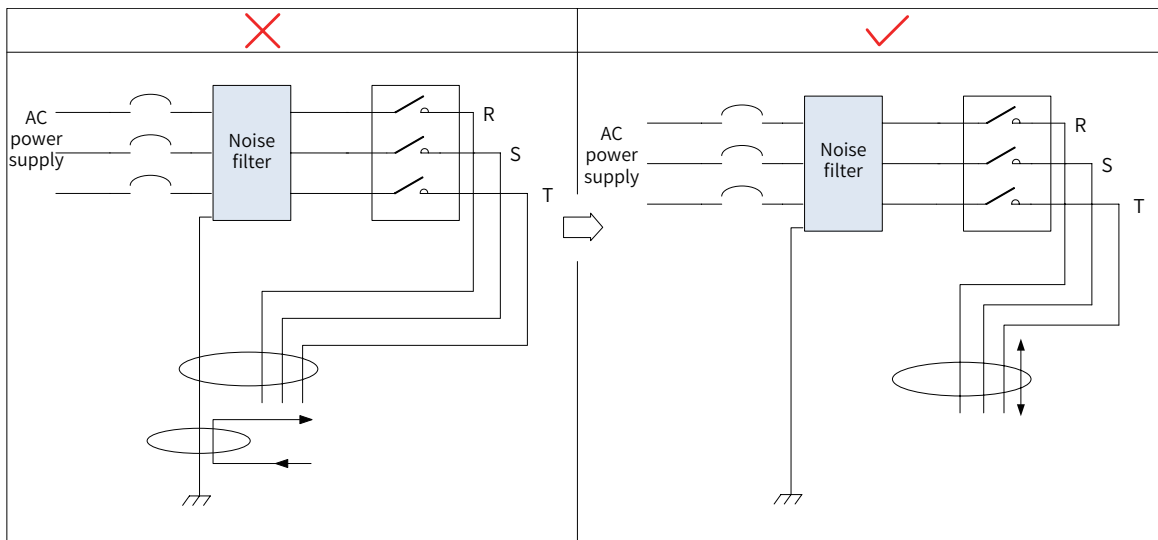 AC
power
supply
Noise
filter
R
S
T
AC
power
supply
Noise
filter
R
S
T